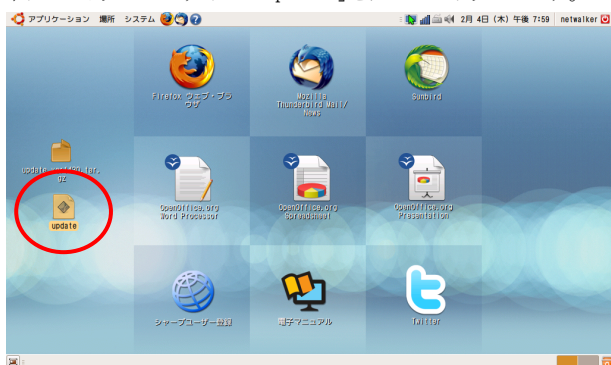 アプリケーション 場所 システム
2月 4日 (木) 午後 7:59 netwalker
Firefox ウェブ・ブラ
ウザ
Mozilla
Thunderbird Mail/
News
Sunbird
gz
update
OpenOffice.org
Word Processor
OpenOffice.org
Spreadsheet
OpenOffice.org
Presentation
シャープユーザー登録
電子マニュアル
Twitter